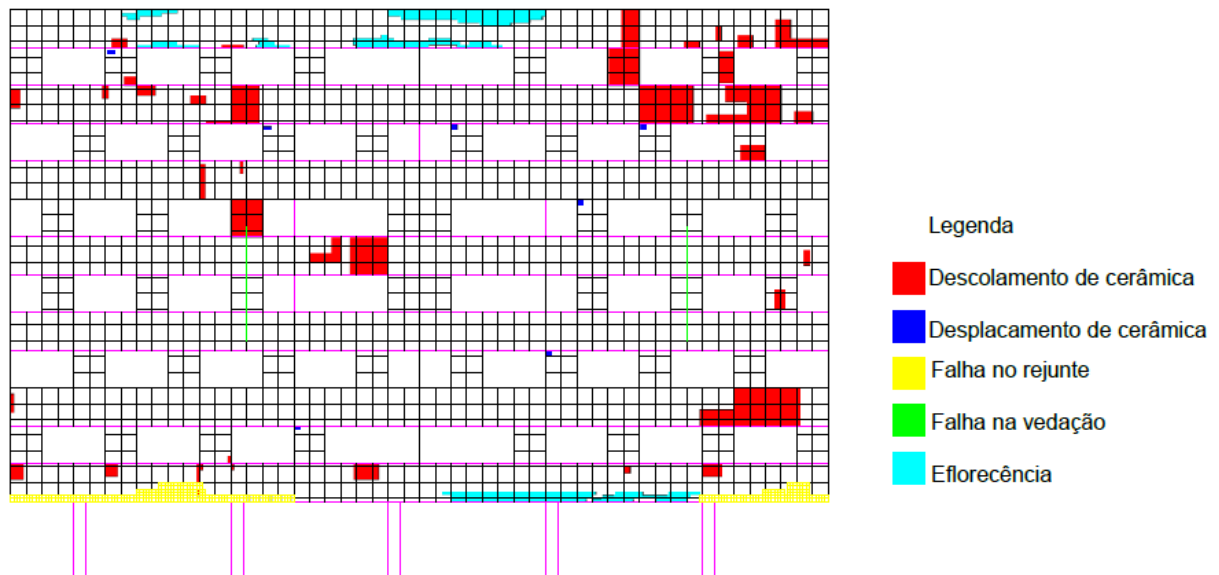 Legenda
Descolamento de cerâmica
Desplacamento de cerâmica
Falha no rejunte
Falha na vedação
Eflorecência